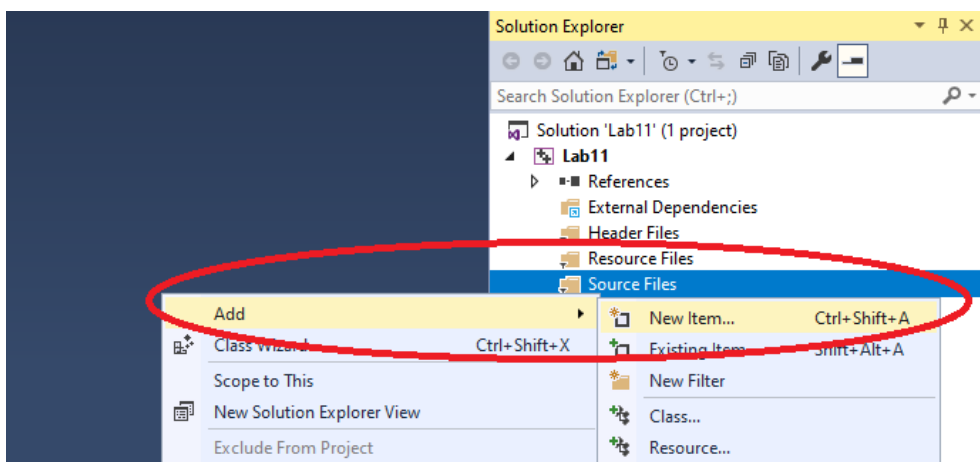 Solution Explorer
Search Solution Explorer (Ctrl+;)
Solution 'Lab11' (1 project)
Lab11
References
External Dependencies
Header Files
Resource Files
Source Files
Add
New Item... Ctrl+Shift+A
Class Wizard... Ctrl+Shift+X
Existing Item... Shift+Alt+A
Scope to This
New Filter
New Solution Explorer View
Class...
Exclude From Project
Resource...